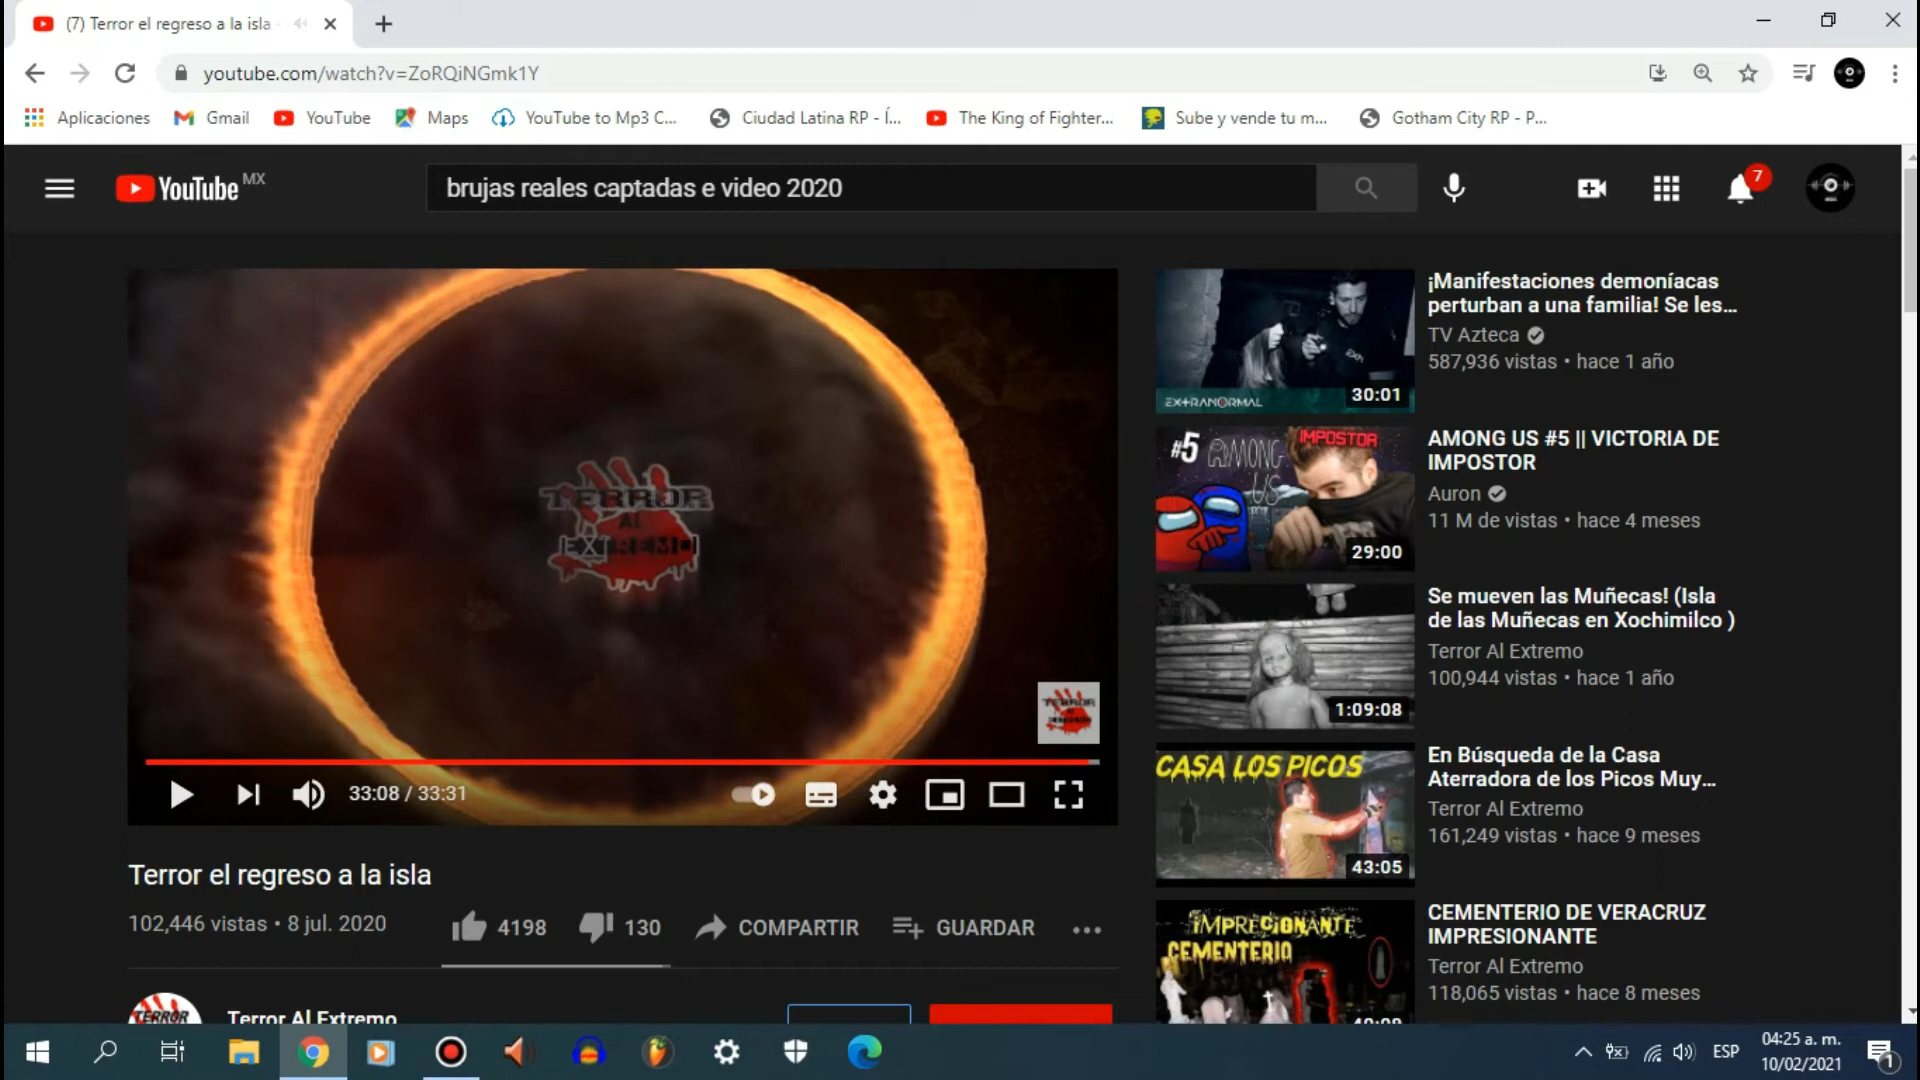 (7) Terror el regreso a la isla
youtube.com/watch?v=ZoRQiNGmk1Y
Aplicaciones
Gmail
YouTube
Maps
YouTube to Mp3 C...
Ciudad Latina RP - Í...
The King of Fighter...
Sube y vende tu m...
Gotham City RP - P...
YouTube MX
brujas reales captadas e video 2020
7
TERROR
AL
EXTREMO
33:08 / 33:31
Terror el regreso a la isla
102,446 vistas • 8 jul. 2020
4198
130
COMPARTIR
GUARDAR
TERROR
Terror Al Extremo
EXTRANORMAL
30:01
¡Manifestaciones demoníacas
perturban a una familia! Se les...
TV Azteca
587,936 vistas • hace 1 año
#5
AMONG
US
IMPOSTOR
29:00
AMONG US #5 || VICTORIA DE
IMPOSTOR
Auron
11 M de vistas • hace 4 meses
1:09:08
Se mueven las Muñecas! (Isla
de las Muñecas en Xochimilco )
Terror Al Extremo
100,944 vistas • hace 1 año
CASA LOS PICOS
43:05
En Búsqueda de la Casa
Aterradora de los Picos Muy...
Terror Al Extremo
161,249 vistas • hace 9 meses
IMPRECIONANTE
CEMENTERIO
CEMENTERIO DE VERACRUZ
IMPRESIONANTE
Terror Al Extremo
118,065 vistas • hace 8 meses
ESP
04:25 a. m.
10/02/2021
1